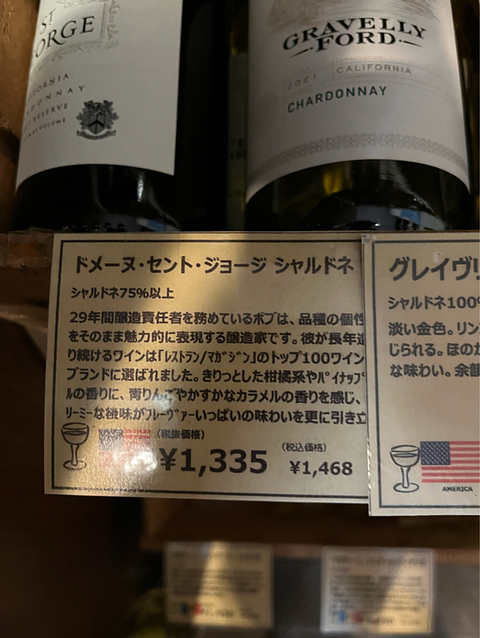 ST
ORGE
CALIFORNIA
CHARDONNAY
RESERVE
VOLUME
GRAVELLY
FORD
2021 CALIFORNIA
CHARDONNAY
ドメーヌ・セント・ジョージ シャルドネ
シャルドネ75%以上
29年間醸造責任者を務めているボブは、品種の個性
をそのまま魅力的に表現する醸造家です。彼が長年造
り続けるワインは「レストラン/マガジン」のトップ100ワイン
ブランドに選ばれました。きりっとした柑橘系やパイナップ
ルの香りに、青りんごやかすかなカラメルの香りを感じ、
リーミーな後味がフレーヴァーいっぱいの味わいを更に引き立
(税抜価格)
¥1,335
(税込価格)
¥1,468
グレイヴリ
シャルドネ100%
淡い金色。リン
じられる。ほのか
な味わい。余韻
AMERICA